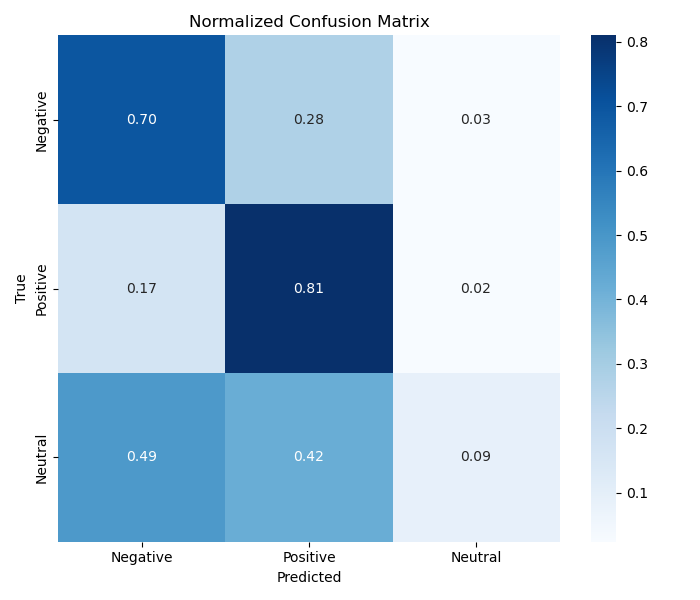 Normalized Confusion Matrix
True
Negative
0.70 0.28 0.03
Positive
0.17 0.81 0.02
Neutral
0.49 0.42 0.09
Negative Positive Neutral
Predicted
0.8
0.7
0.6
0.5
0.4
0.3
0.2
0.1